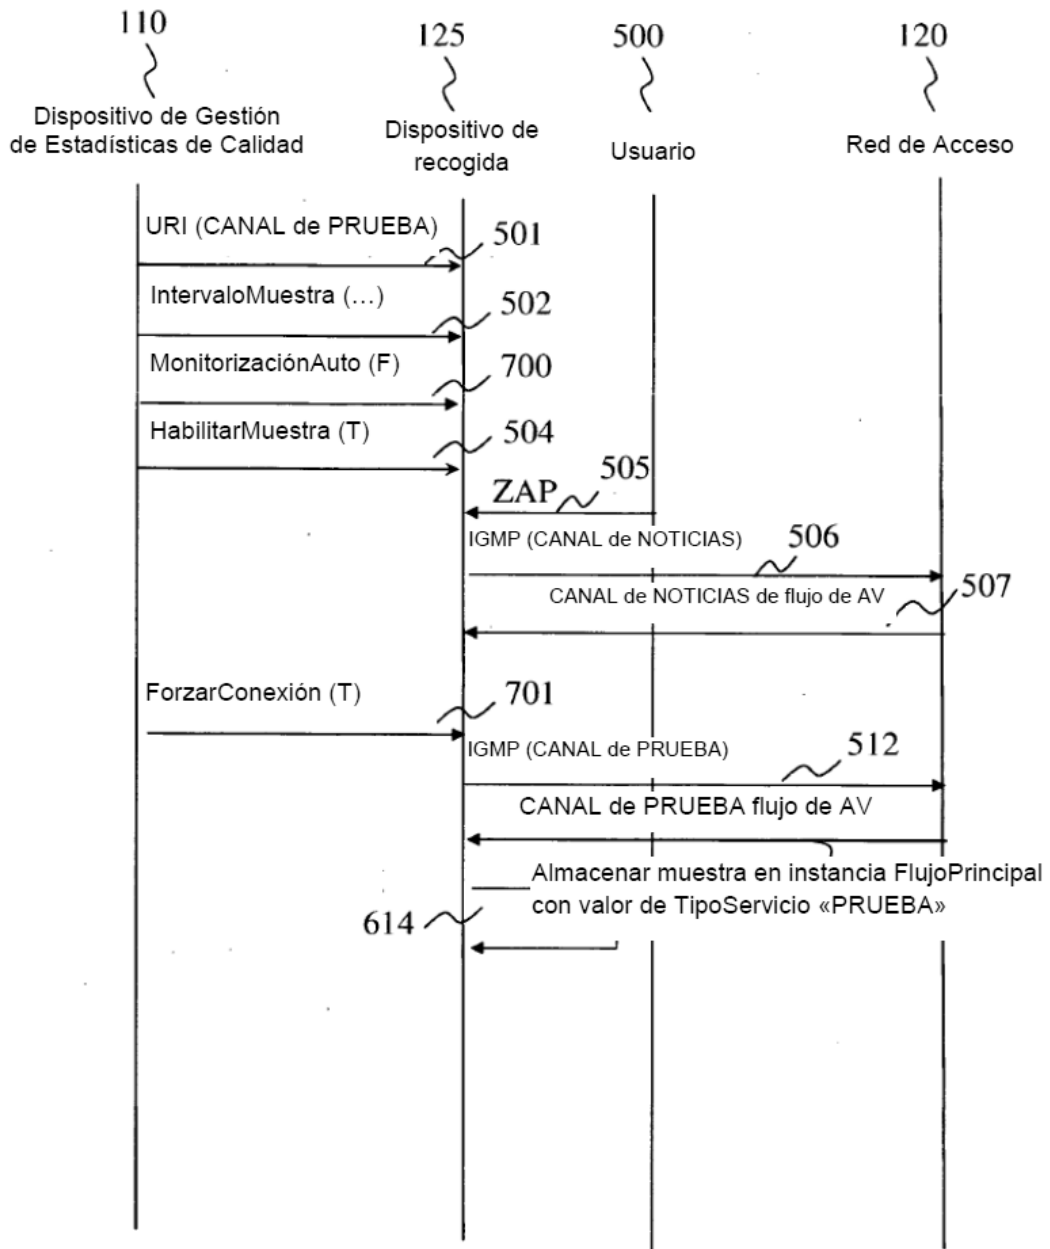 110
125
500
120
Dispositivo de Gestión
de Estadísticas de Calidad
Dispositivo de
recogida
Usuario
Red de Acceso
URI (CANAL de PRUEBA)
501
IntervaloMuestra (...)
502
MonitorizaciónAuto (F)
700
HabilitarMuestra (T)
504
ZAP
505
IGMP (CANAL de NOTICIAS)
506
CANAL de NOTICIAS de flujo de AV
507
ForzarConexión (T)
701
IGMP (CANAL de PRUEBA)
512
CANAL de PRUEBA flujo de AV
Almacenar muestra en instancia FlujoPrincipal
con valor de TipoServicio «PRUEBA»
614